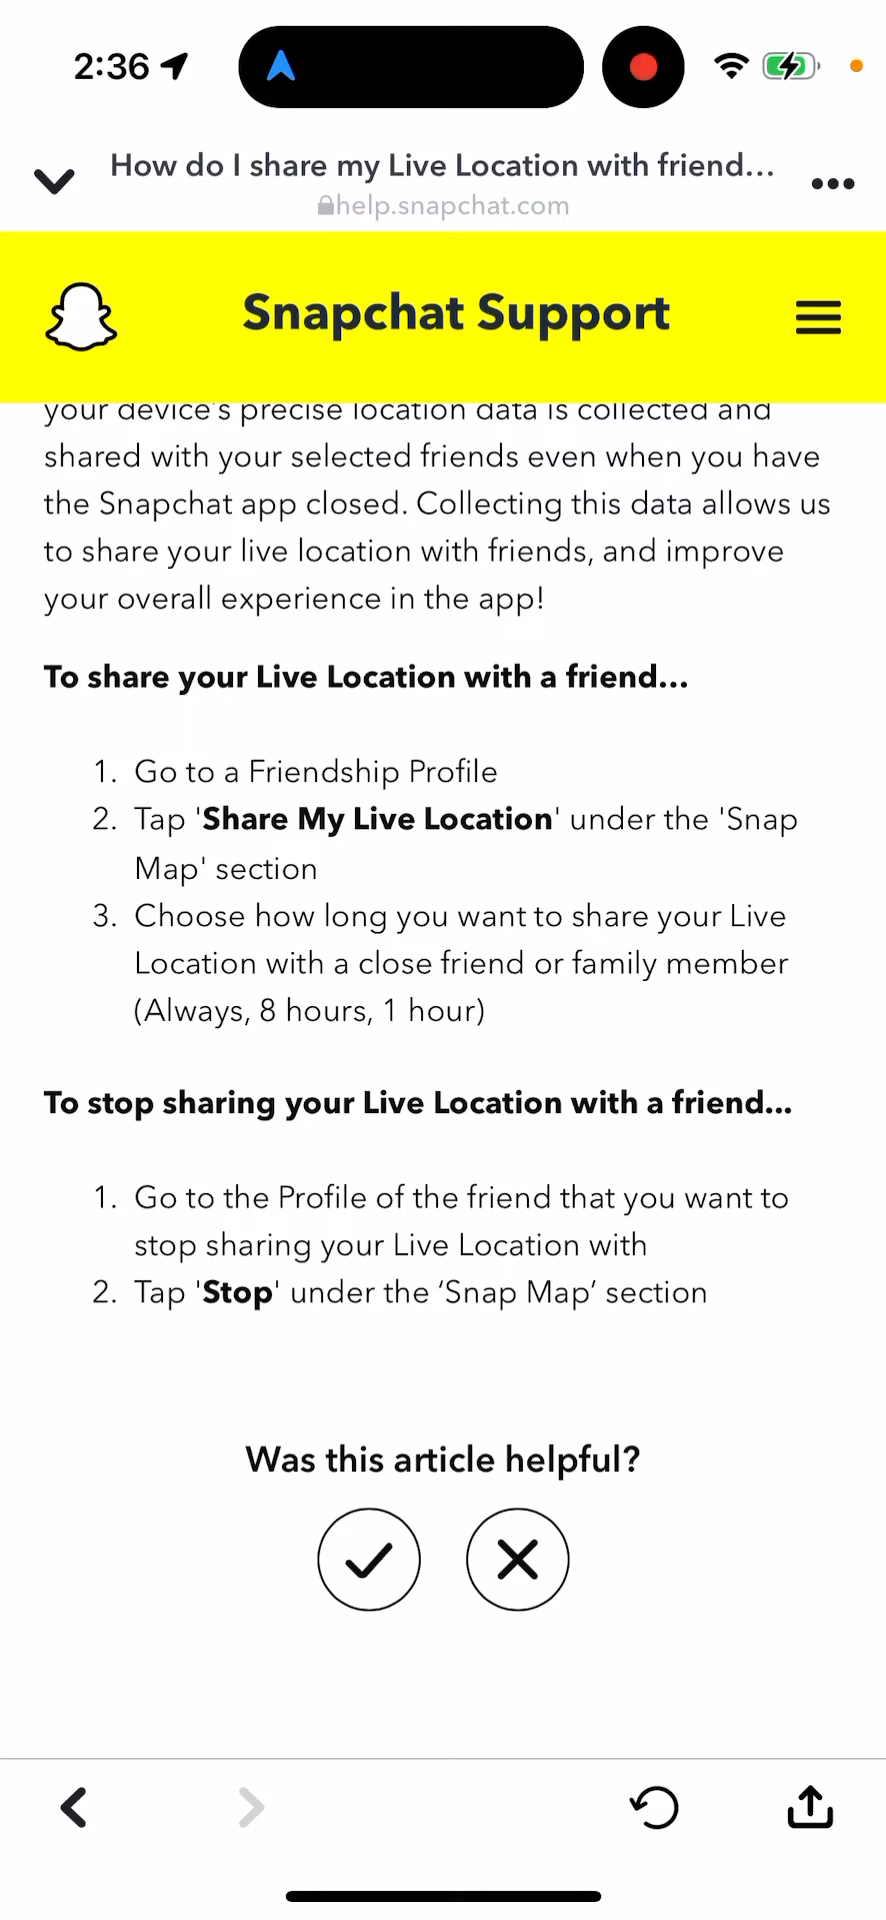 2:36
How do I share my Live Location with friend...
help.snapchat.com
Snapchat Support
your device's precise location data is collected and
shared with your selected friends even when you have
the Snapchat app closed. Collecting this data allows us
to share your live location with friends, and improve
your overall experience in the app!
To share your Live Location with a friend...
1. Go to a Friendship Profile
2. Tap 'Share My Live Location' under the 'Snap
Map' section
3. Choose how long you want to share your Live
Location with a close friend or family member
(Always, 8 hours, 1 hour)
To stop sharing your Live Location with a friend...
1. Go to the Profile of the friend that you want to
stop sharing your Live Location with
2. Tap 'Stop' under the ‘Snap Map’ section
Was this article helpful?